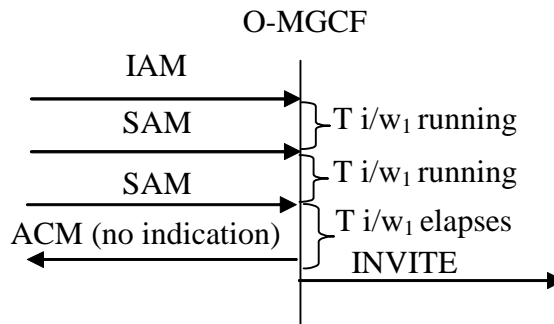 O-MGCF
IAM
T i/w₁ running
SAM
T i/w₁ running
SAM
T i/w₁ elapses
ACM (no indication)
INVITE